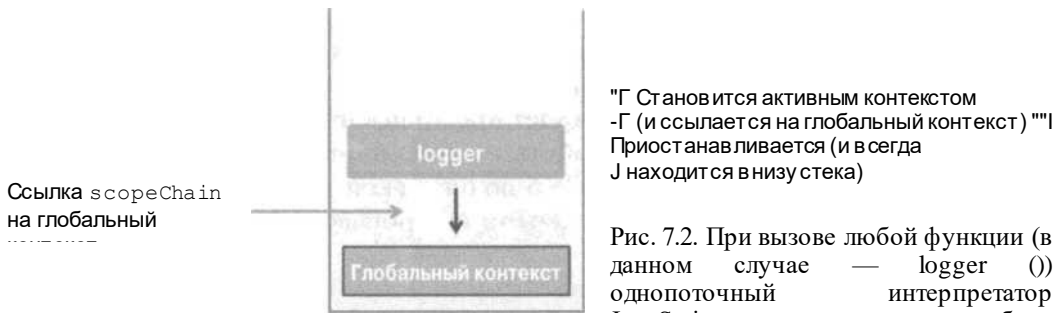 logger
Глобальный контекст
Ссылка scopeChain
на глобальный
"Г Становится активным контекстом
-Г (и ссылается на глобальный контекст) ""I
Приостанавливается (и всегда
J находится внизу стека)
Рис. 7.2. При вызове любой функции (в
данном случае — logger ())
однопоточный интерпретатор